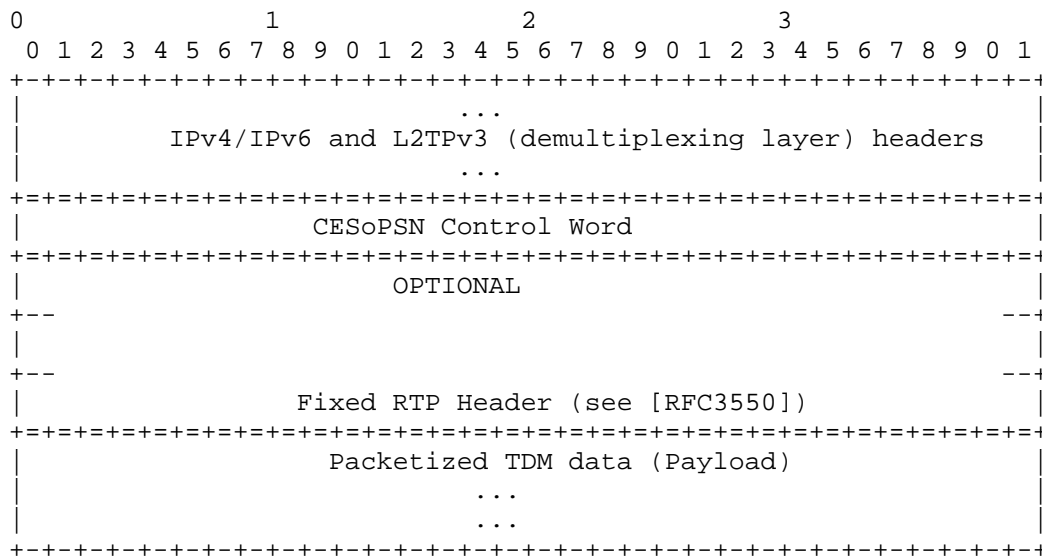 0                   1                   2                   3
 0 1 2 3 4 5 6 7 8 9 0 1 2 3 4 5 6 7 8 9 0 1 2 3 4 5 6 7 8 9 0 1
+-+-+-+-+-+-+-+-+-+-+-+-+-+-+-+-+-+-+-+-+-+-+-+-+-+-+-+-+-+-+-+-+
|                           ...                                 |
|         IPv4/IPv6 and L2TPv3 (demultiplexing layer) headers   |
|                           ...                                 |
+=+=+=+=+=+=+=+=+=+=+=+=+=+=+=+=+=+=+=+=+=+=+=+=+=+=+=+=+=+=+=+=+
|                  CESoPSN Control Word                         |
+=+=+=+=+=+=+=+=+=+=+=+=+=+=+=+=+=+=+=+=+=+=+=+=+=+=+=+=+=+=+=+=+
|                       OPTIONAL                                |
+--                                                           --+
|                                                               |
+--                                                           --+
|                 Fixed RTP Header (see [RFC3550])              |
+=+=+=+=+=+=+=+=+=+=+=+=+=+=+=+=+=+=+=+=+=+=+=+=+=+=+=+=+=+=+=+=+
|                   Packetized TDM data (Payload)               |
|                            ...                                |
|                            ...                                |
+-+-+-+-+-+-+-+-+-+-+-+-+-+-+-+-+-+-+-+-+-+-+-+-+-+-+-+-+-+-+-+-+